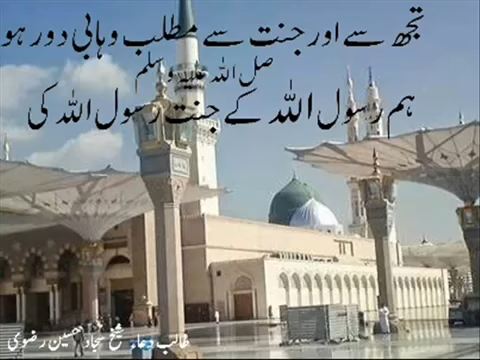 تجھ سے اور جنت سے مطلب وہابی دور ہو
صل اللہ علیہ وسلم
ہم رسول اللہ کے جنت رسول اللہ کی
طالب دعا شیخ سجاد حسین رضوی